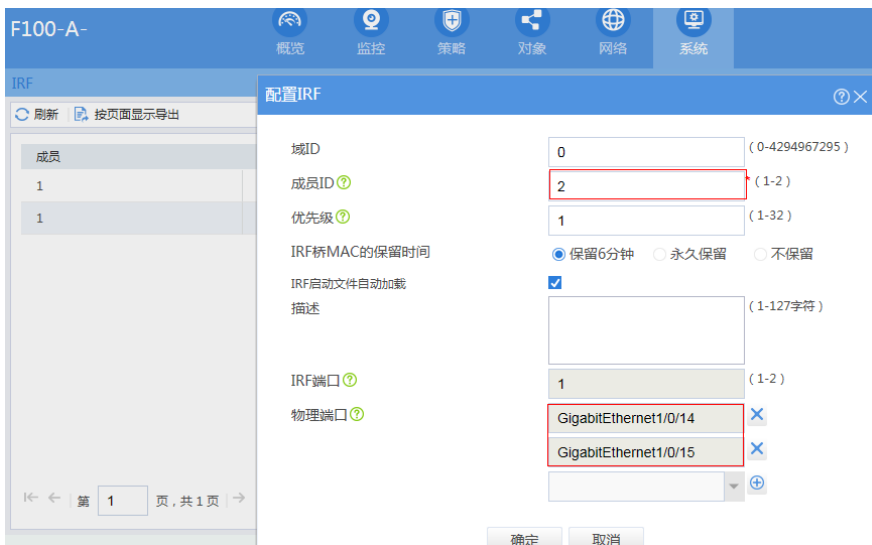 F100-A-
概览 监控 策略 对象 网络 系统
IRF
刷新 按页面显示导出
成员
1
1
第 1 页，共1页
配置IRF
域ID 0 (0-4294967295)
成员ID 2 * (1-2)
优先级 1 (1-32)
IRF桥MAC的保留时间 保留6分钟 永久保留 不保留
IRF启动文件自动加载
描述 (1-127字符)
IRF端口 1 (1-2)
物理端口 GigabitEthernet1/0/14
GigabitEthernet1/0/15
确定 取消